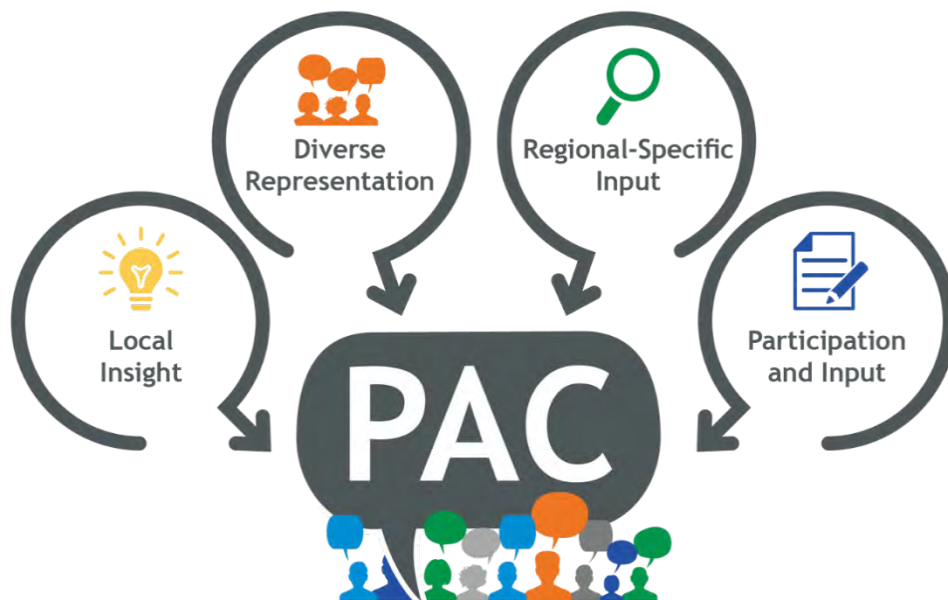 Diverse
Representation
Regional-Specific
Input
Local
Insight
Participation
and Input
PAC